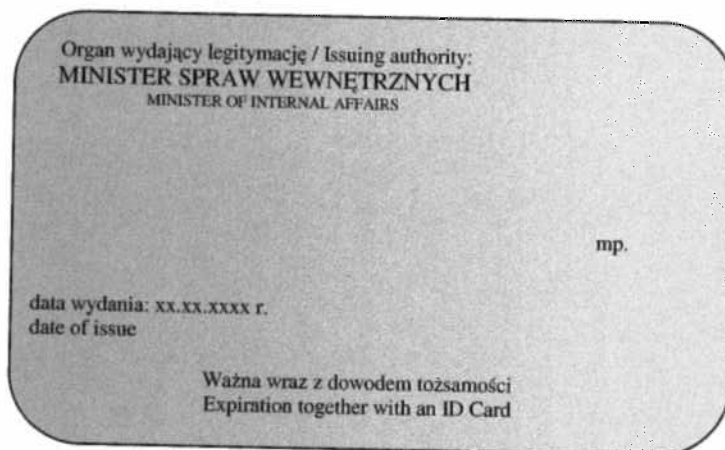 Organ wydający legitymację / Issuing authority:
MINISTER SPRAW WEWNĘTRZNYCH
MINISTER OF INTERNAL AFFAIRS
mp.
data wydania: xx.xx.xxxx r.
date of issue
Ważna wraz z dowodem tożsamości
Expiration together with an ID Card